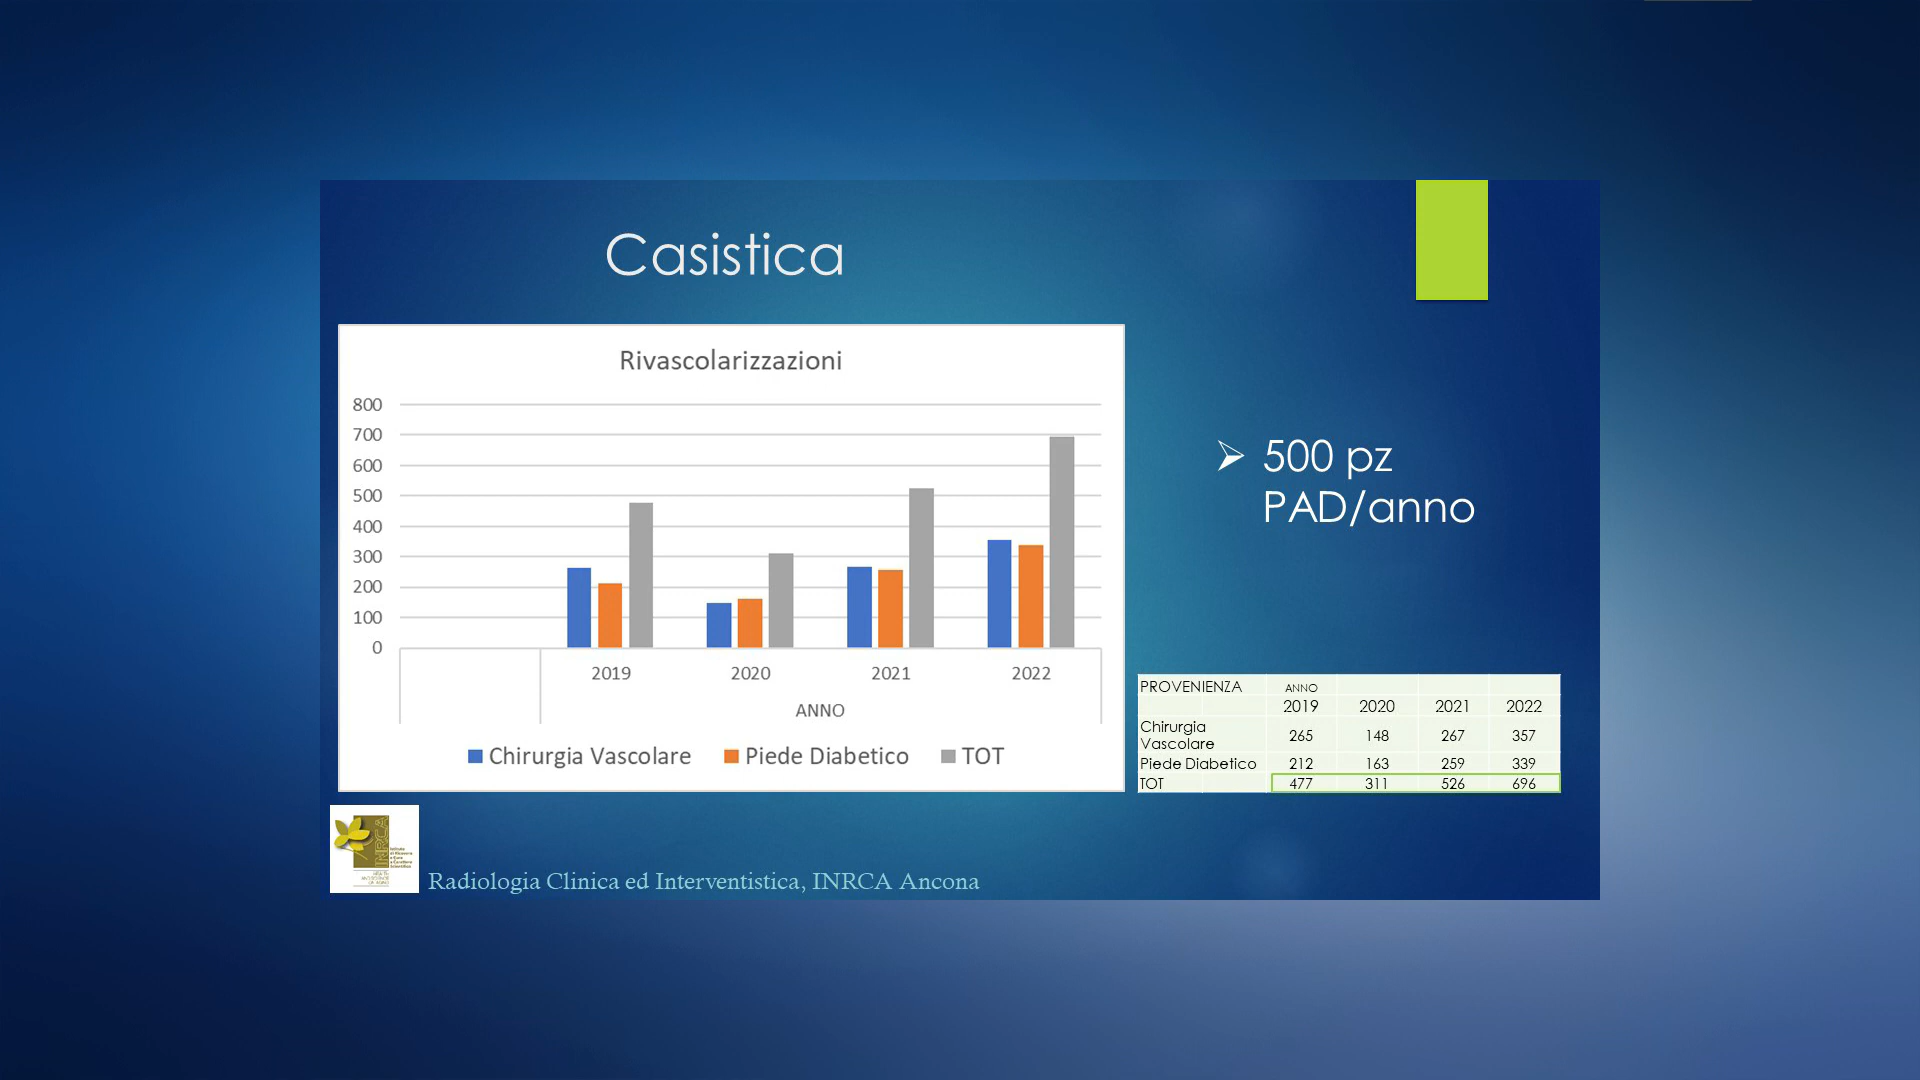 Casistica
Rivascolarizzazioni
800
700
600
500
400
300
200
100
0
2019 2020 2021 2022
ANNO
Chirurgia Vascolare Piede Diabetico TOT
500 pz
PAD/anno
PROVENIENZA ANNO
2019 2020 2021 2022
Chirurgia
Vascolare 265 148 267 357
Piede Diabetico 212 163 259 339
TOT 477 311 526 696
INRCA
Radiologia Clinica ed Interventistica, INRCA Ancona